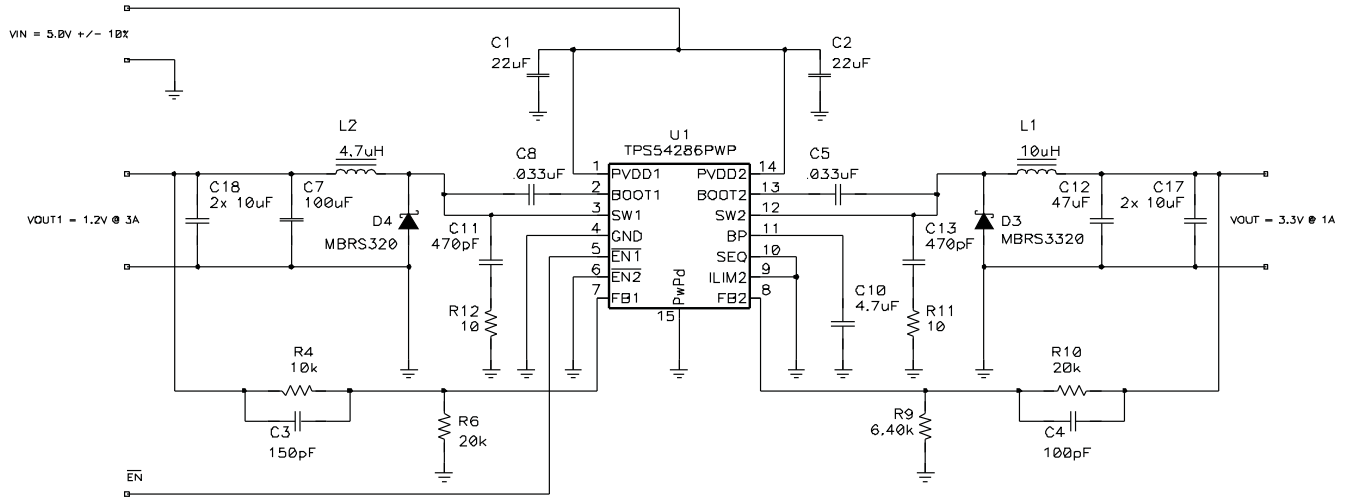 VIN = 5.0V +/- 10%
C1
22uF
C2
22uF
L2
4.7uH
U1
TPS54286PWP
L1
10uH
C8
.033uF
C5
.033uF
1 PVDD1
2 BOOT1
3 SW1
4 GND
5 EN1
6 EN2
7 FB1
PVDD2 14
BOOT2 13
SW2 12
BP 11
SEQ 10
ILIM2 9
FB2 8
PwPd
15
C18
2x 10uF
C7
100uF
D4
MBRS320
C11
470pF
C13
470pF
D3
MBRS3320
C12
47uF
C17
2x 10uF
VOUT1 = 1.2V @ 3A
VOUT = 3.3V @ 1A
R12
10
C10
4.7uF
R11
10
R4
10k
C3
150pF
R6
20k
R9
6.40k
R10
20k
C4
100pF
EN